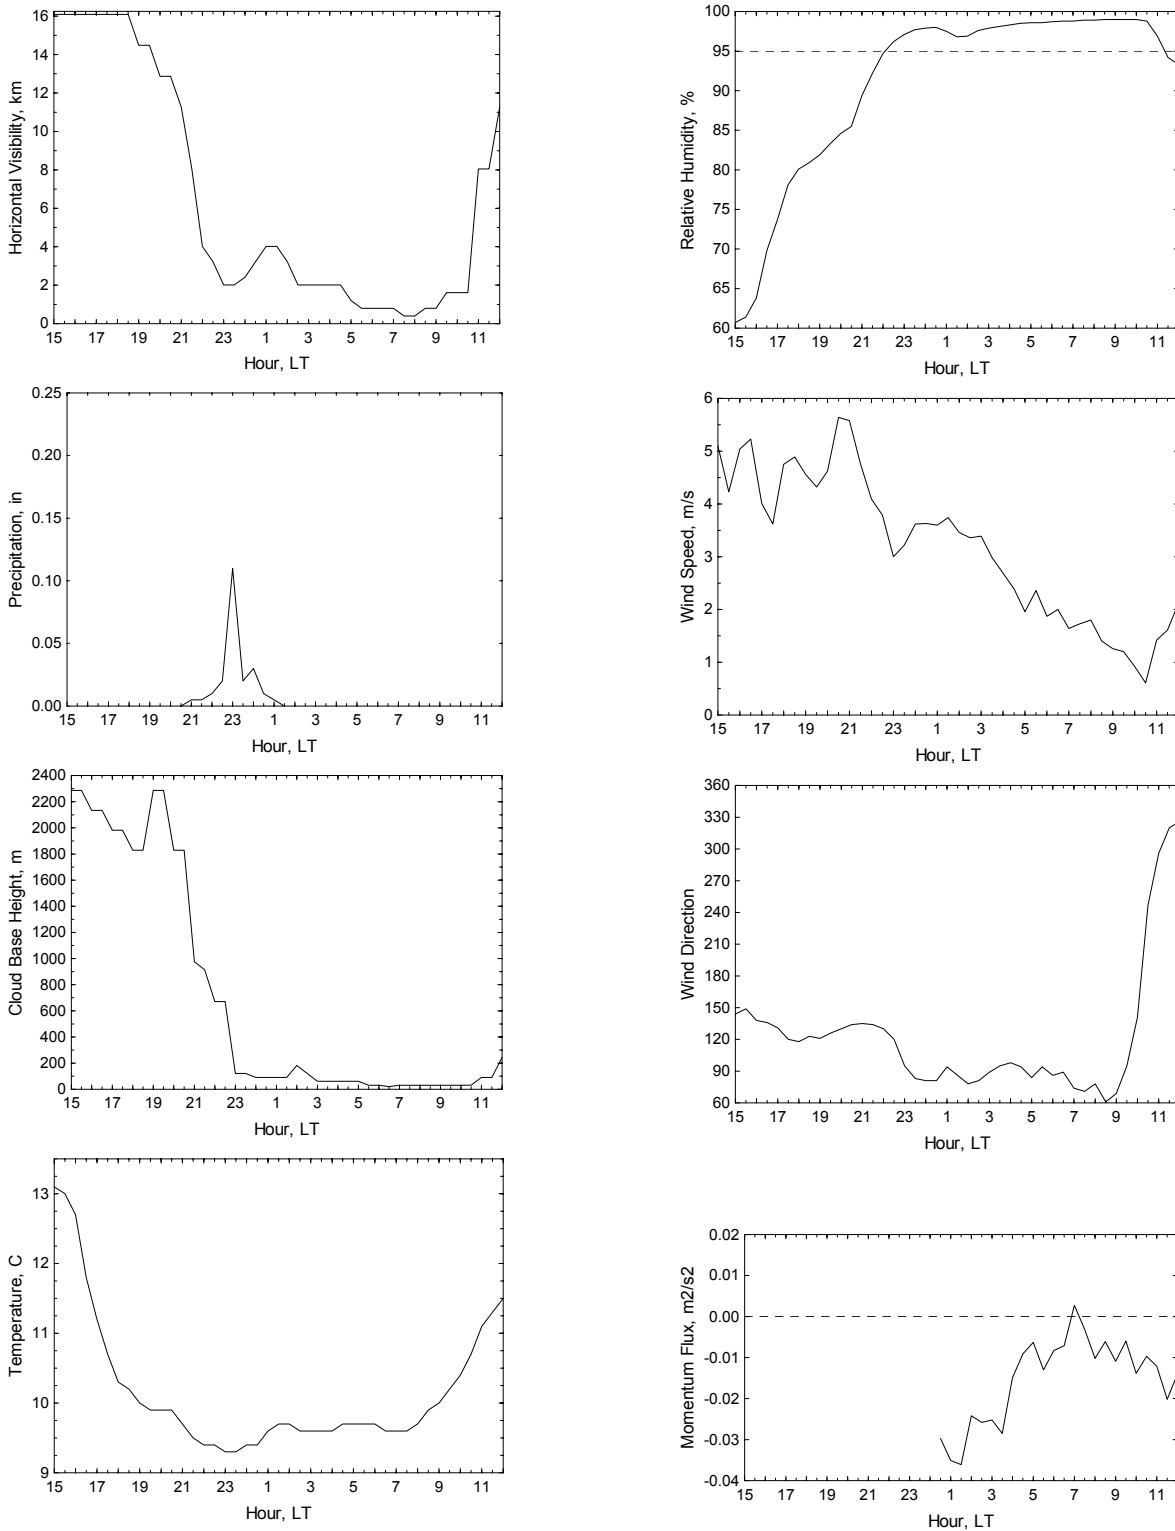 Horizontal Visibility, km
16
14
12
10
8
6
4
2
0
15 17 19 21 23 1 3 5 7 9 11
Hour, LT
Relative Humidity, %
100
95
90
85
80
75
70
65
60
15 17 19 21 23 1 3 5 7 9 11
Hour, LT
Precipitation, in
0.25
0.20
0.15
0.10
0.05
0.00
15 17 19 21 23 1 3 5 7 9 11
Hour, LT
Wind Speed, m/s
6
5
4
3
2
1
0
15 17 19 21 23 1 3 5 7 9 11
Hour, LT
Cloud Base Height, m
2400
2200
2000
1800
1600
1400
1200
1000
800
600
400
200
0
15 17 19 21 23 1 3 5 7 9 11
Hour, LT
Wind Direction
360
330
300
270
240
210
180
150
120
90
60
15 17 19 21 23 1 3 5 7 9 11
Hour, LT
Temperature, C
13
12
11
10
9
15 17 19 21 23 1 3 5 7 9 11
Hour, LT
Momentum Flux, m2/s2
0.02
0.01
0.00
-0.01
-0.02
-0.03
-0.04
15 17 19 21 23 1 3 5 7 9 11
Hour, LT